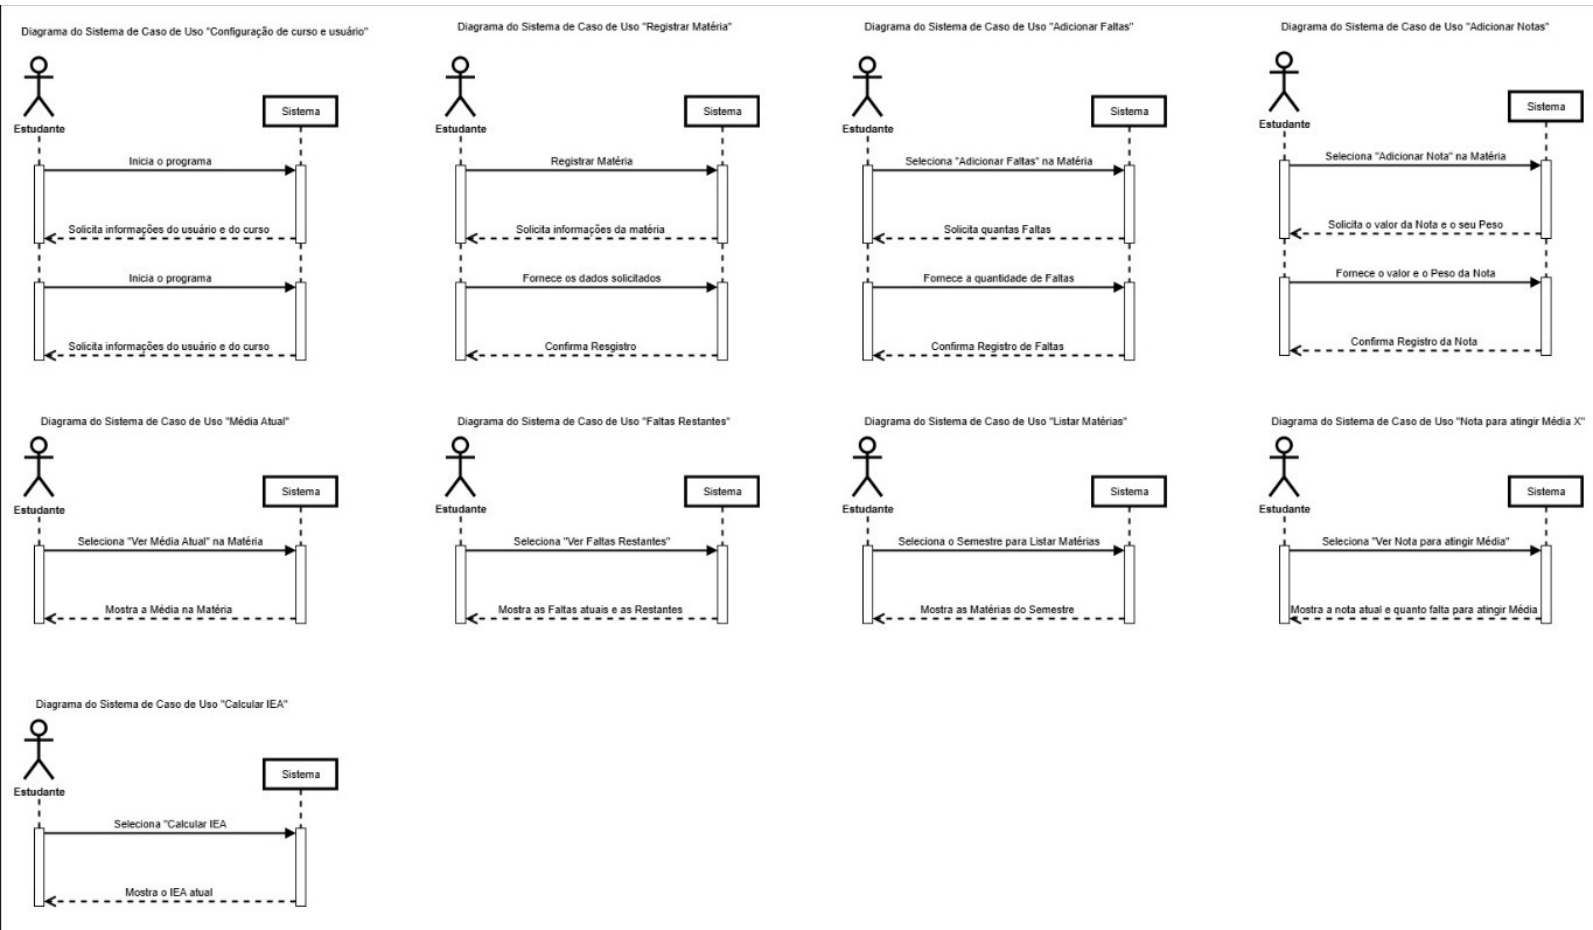 Diagrama do Sistema de Caso de Uso "Configuração de curso e usuário"
Estudante
Sistema
Inicia o programa
Solicita informações do usuário e do curso
Inicia o programa
Solicita informações do usuário e do curso
Diagrama do Sistema de Caso de Uso "Registrar Matéria"
Estudante
Sistema
Registrar Matéria
Solicita informações da matéria
Fornece os dados solicitados
Confirma Resgistro
Diagrama do Sistema de Caso de Uso "Adicionar Faltas"
Estudante
Sistema
Seleciona "Adicionar Faltas" na Matéria
Solicita quantas Faltas
Fornece a quantidade de Faltas
Confirma Registro de Faltas
Diagrama do Sistema de Caso de Uso "Adicionar Notas"
Estudante
Sistema
Seleciona "Adicionar Nota" na Matéria
Solicita o valor da Nota e o seu Peso
Fornece o valor e o Peso da Nota
Confirma Registro da Nota
Diagrama do Sistema de Caso de Uso "Média Atual"
Estudante
Sistema
Seleciona "Ver Média Atual" na Matéria
Mostra a Média na Matéria
Diagrama do Sistema de Caso de Uso "Faltas Restantes"
Estudante
Sistema
Seleciona "Ver Faltas Restantes"
Mostra as Faltas atuais e as Restantes
Diagrama do Sistema de Caso de Uso "Listar Matérias"
Estudante
Sistema
Seleciona o Semestre para Listar Matérias
Mostra as Matérias do Semestre
Diagrama do Sistema de Caso de Uso "Nota para atingir Média X"
Estudante
Sistema
Seleciona "Ver Nota para atingir Média"
Mostra a nota atual e quanto falta para atingir Média
Diagrama do Sistema de Caso de Uso "Calcular IEA"
Estudante
Sistema
Seleciona "Calcular IEA
Mostra o IEA atual